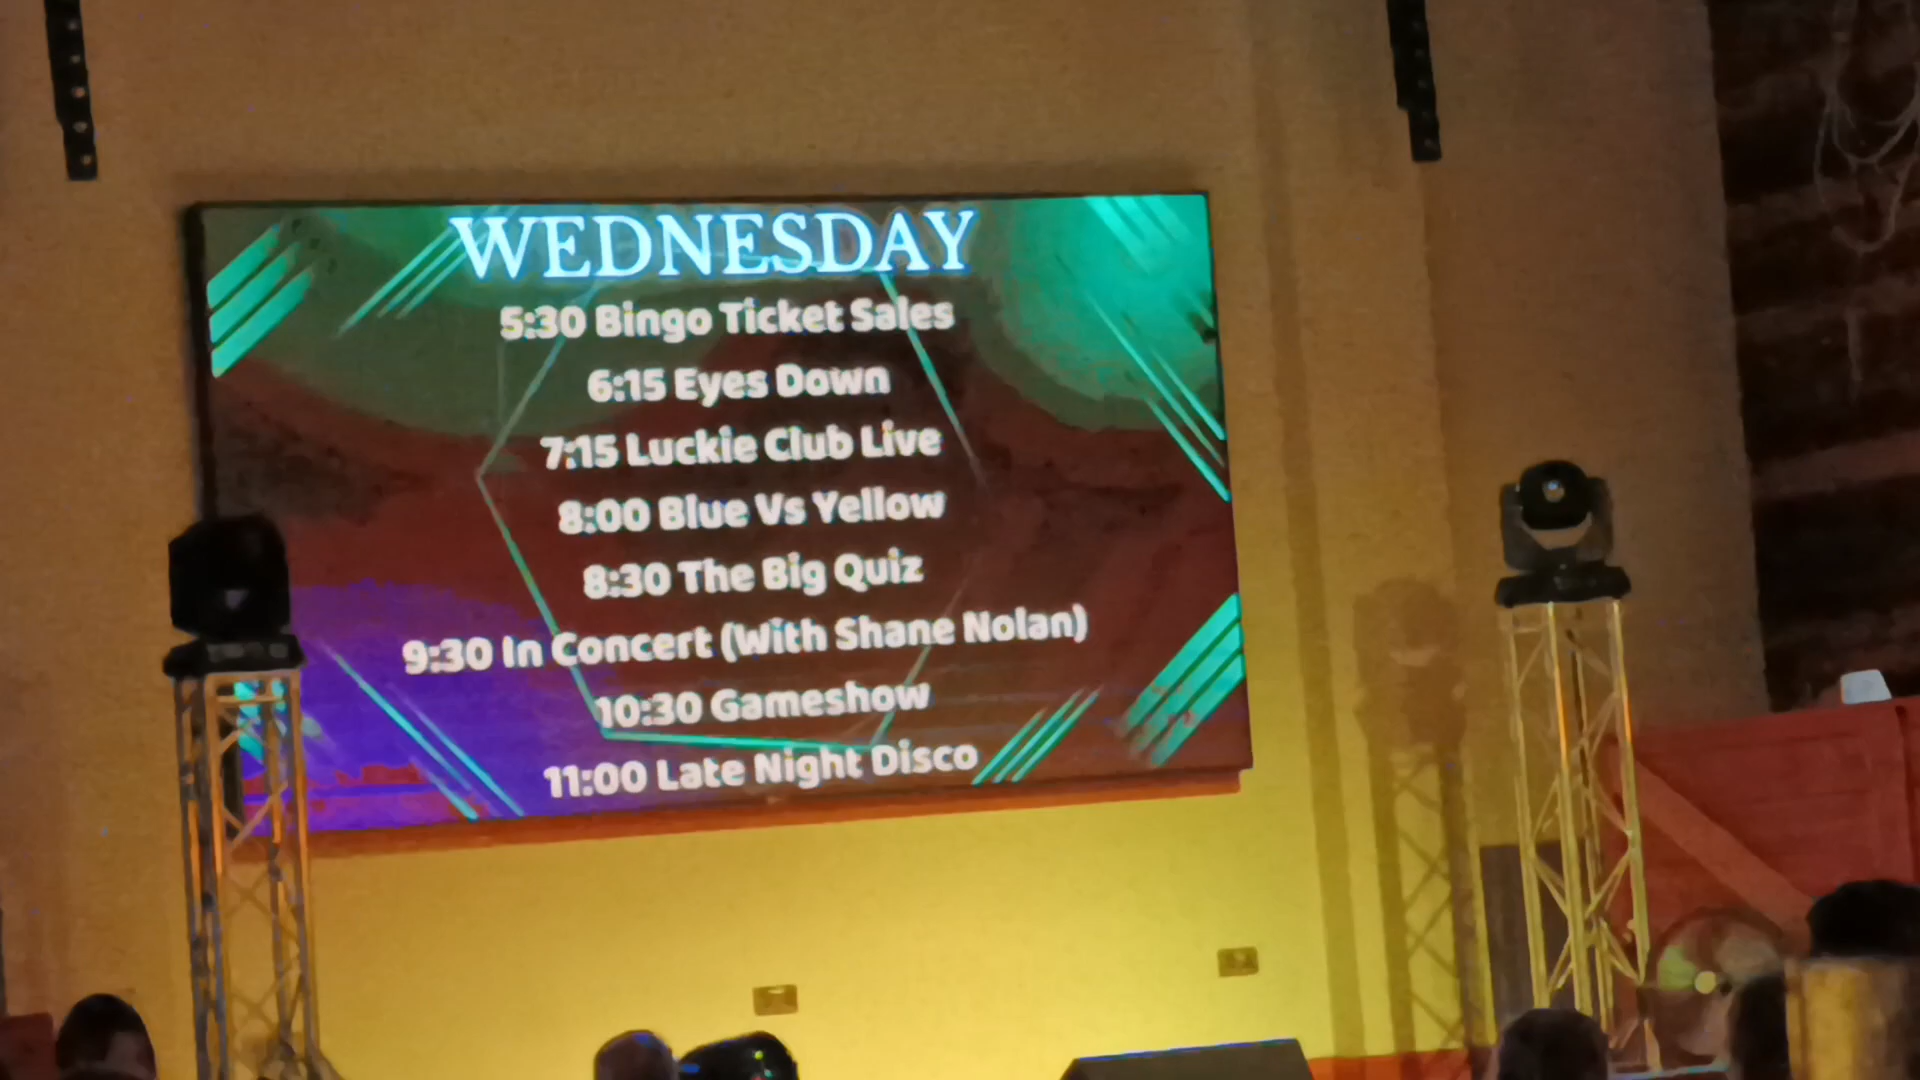 WEDNESDAY
5:30 Bingo Ticket Sales
6:15 Eyes Down
7:15 Luckie Club Live
8:00 Blue Vs Yellow
8:30 The Big Quiz
9:30 In Concert (With Shane Nolan)
10:30 Gameshow
11:00 Late Night Disco